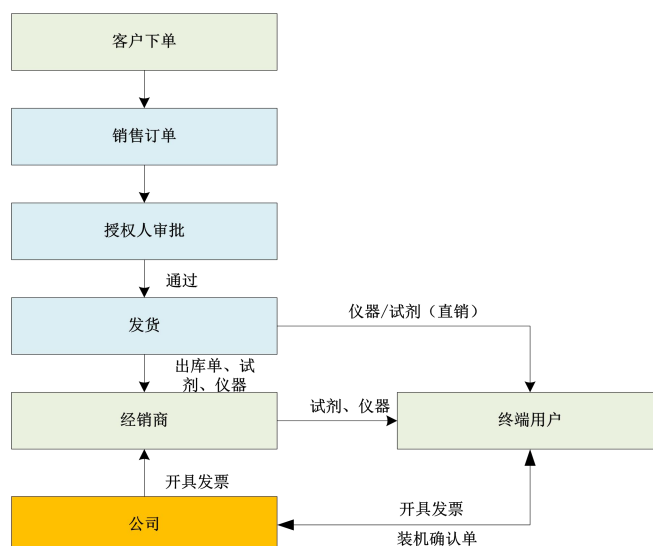 客户下单
销售订单
授权人审批
通过
发货
仪器/试剂（直销）
出库单、试
剂、仪器
经销商
试剂、仪器
终端用户
开具发票
公司
开具发票
装机确认单